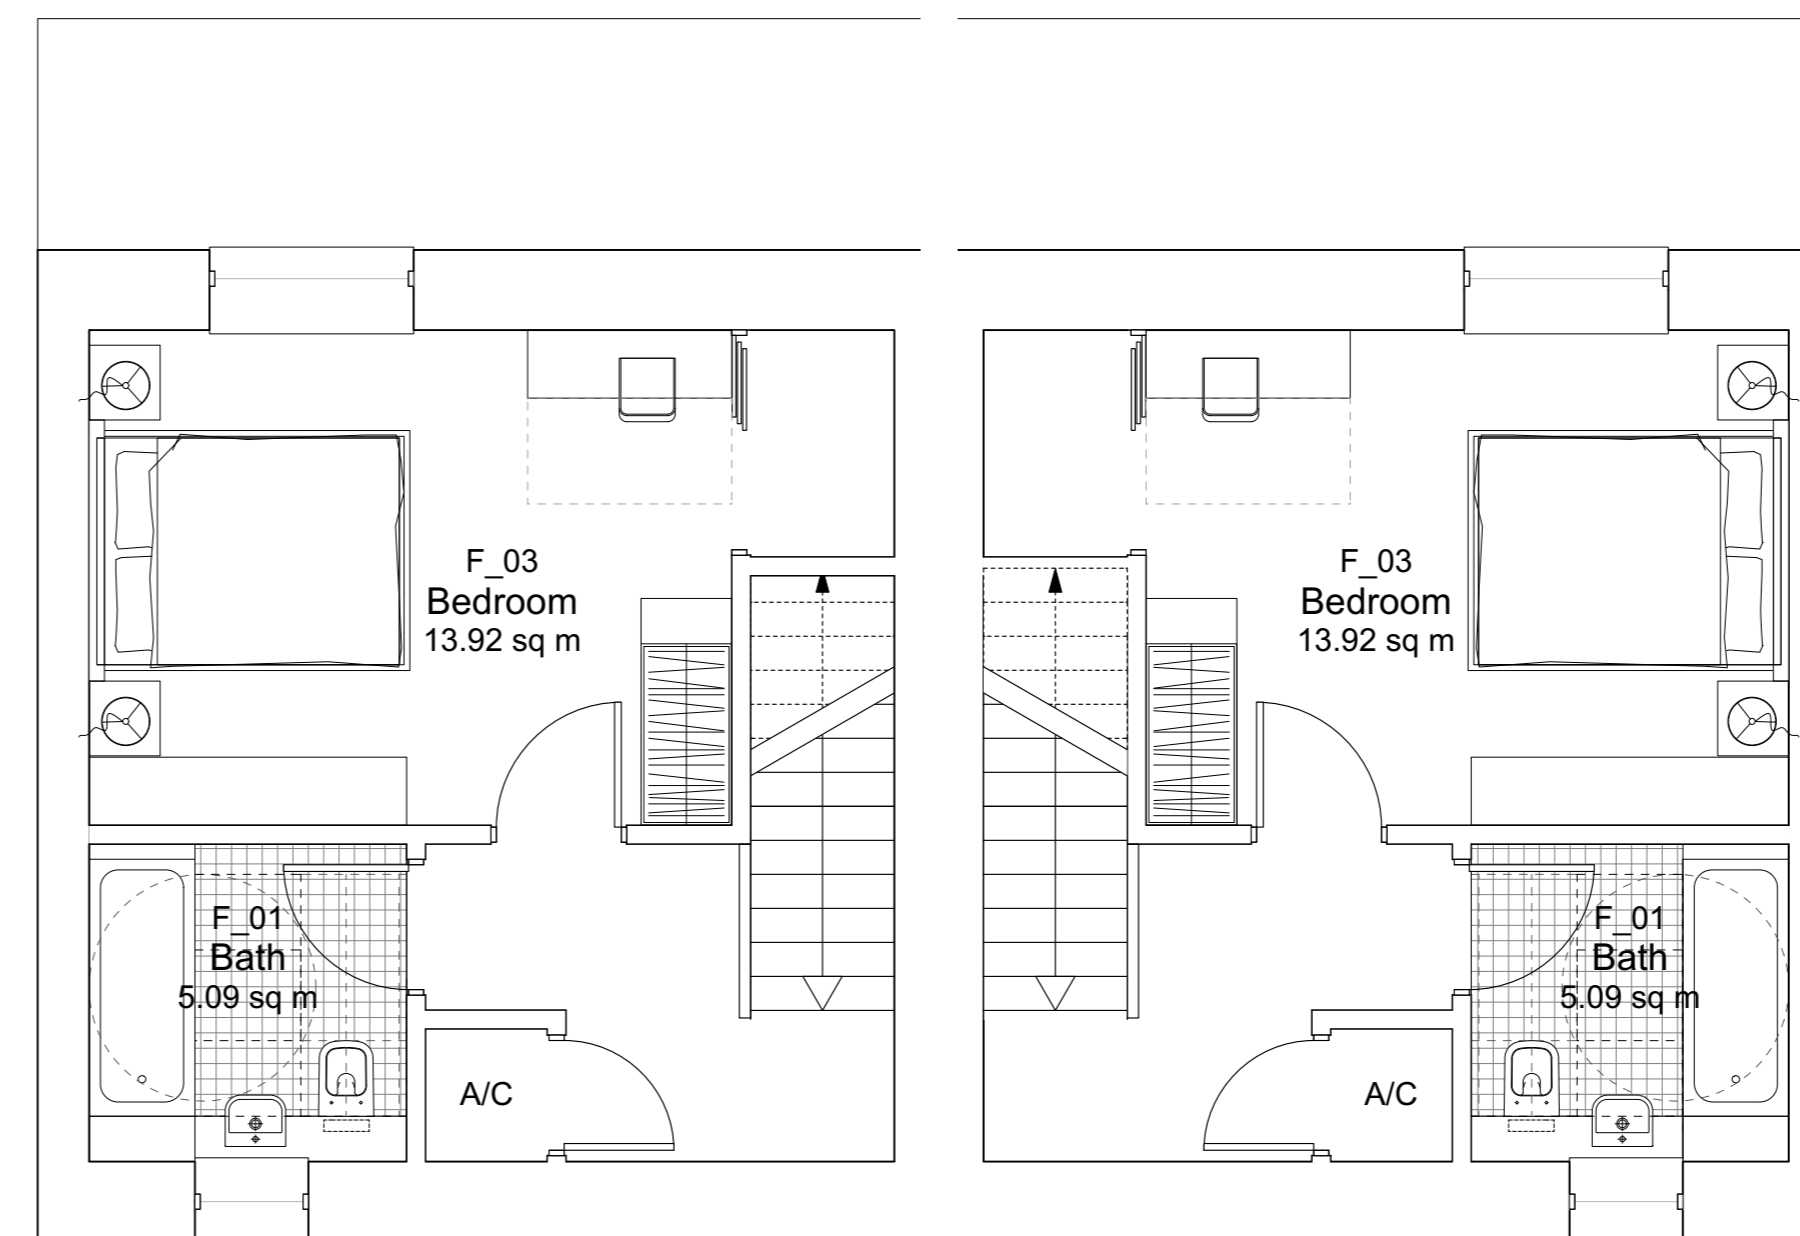 F_03
Bedroom
13.92 sq m
F_03
Bedroom
13.92 sq m
F_01
Bath
5.09 sq m
F_01
Bath
5.09 sq m
A/C
A/C